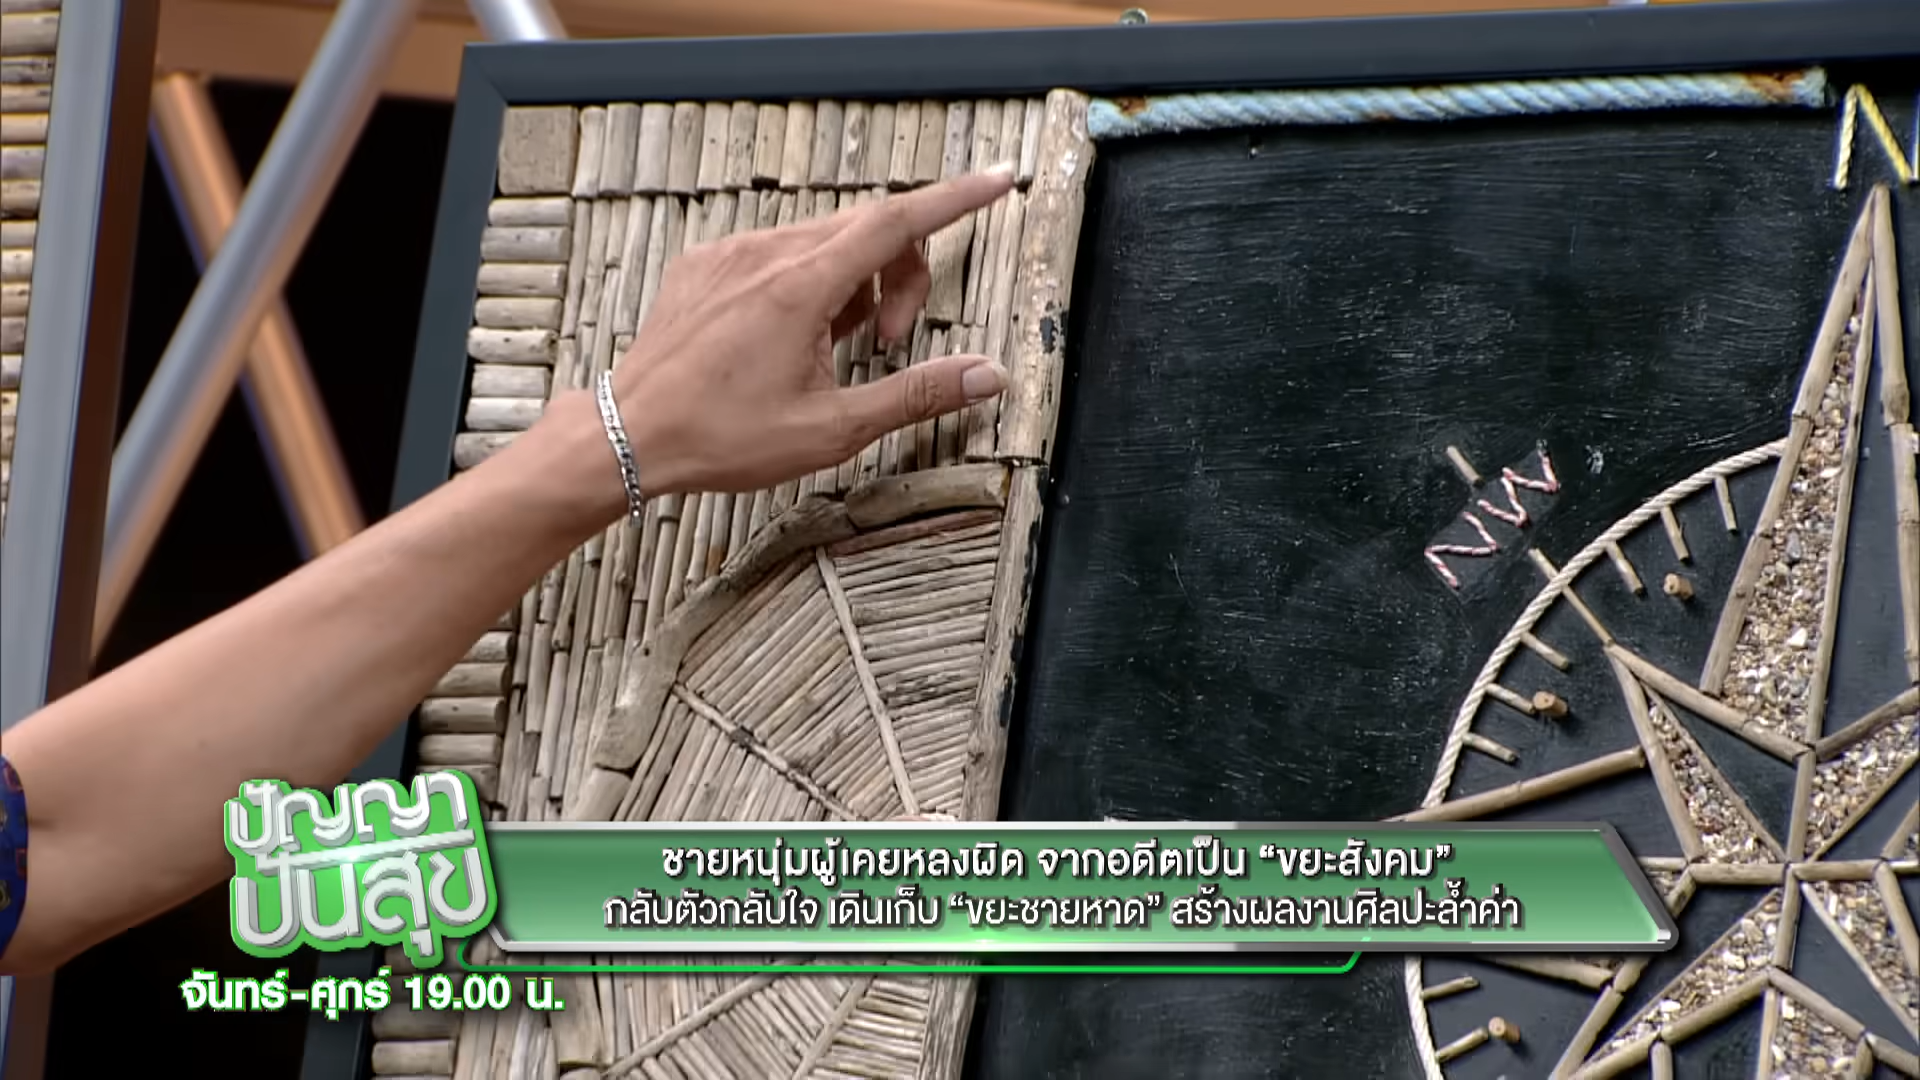 N
NW
ปัญญา
ปันสุข
ชายหนุ่มผู้เคยหลงผิด จากอดีตเป็น “ขยะสังคม”
กลับตัวกลับใจ เดินเก็บ “ขยะชายหาด” สร้างผลงานศิลปะล้ำค่า
จันทร์-ศุกร์ 19.00 น.